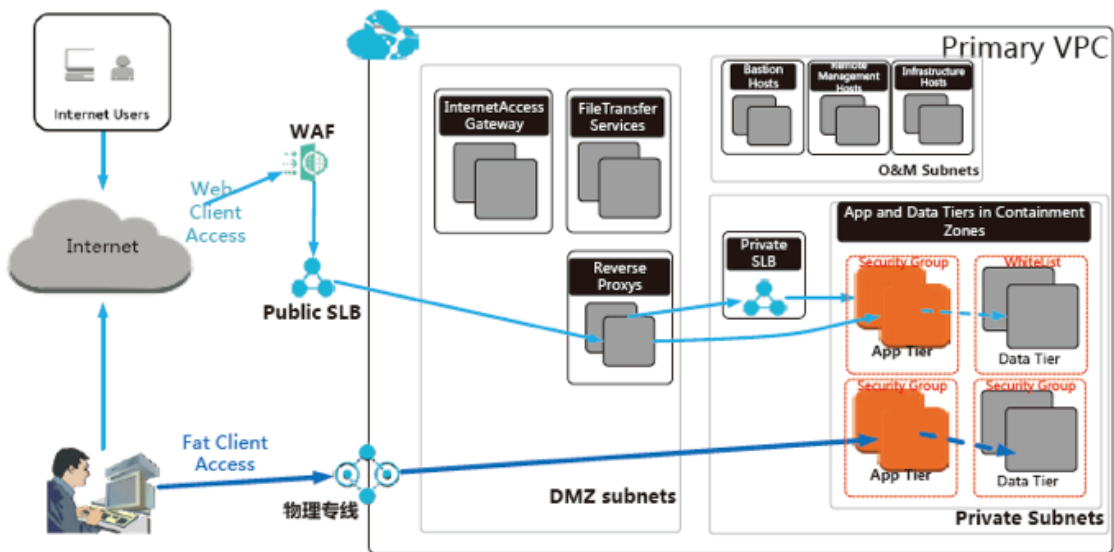 Internet Users
Internet
Web
Client
Access
WAF
Public SLB
Fat Client
Access
物理专线
Primary VPC
InternetAccess
Gateway
FileTransfer
Services
Reverse
Proxys
DMZ subnets
Bastion
Hosts
Remote
Management
Hosts
Infrastructure
Hosts
O&M Subnets
Private
SLB
App and Data Tiers in Containment
Zones
Security Group
App Tier
WhiteList
Data Tier
Security Group
App Tier
Security Group
Data Tier
Private Subnets